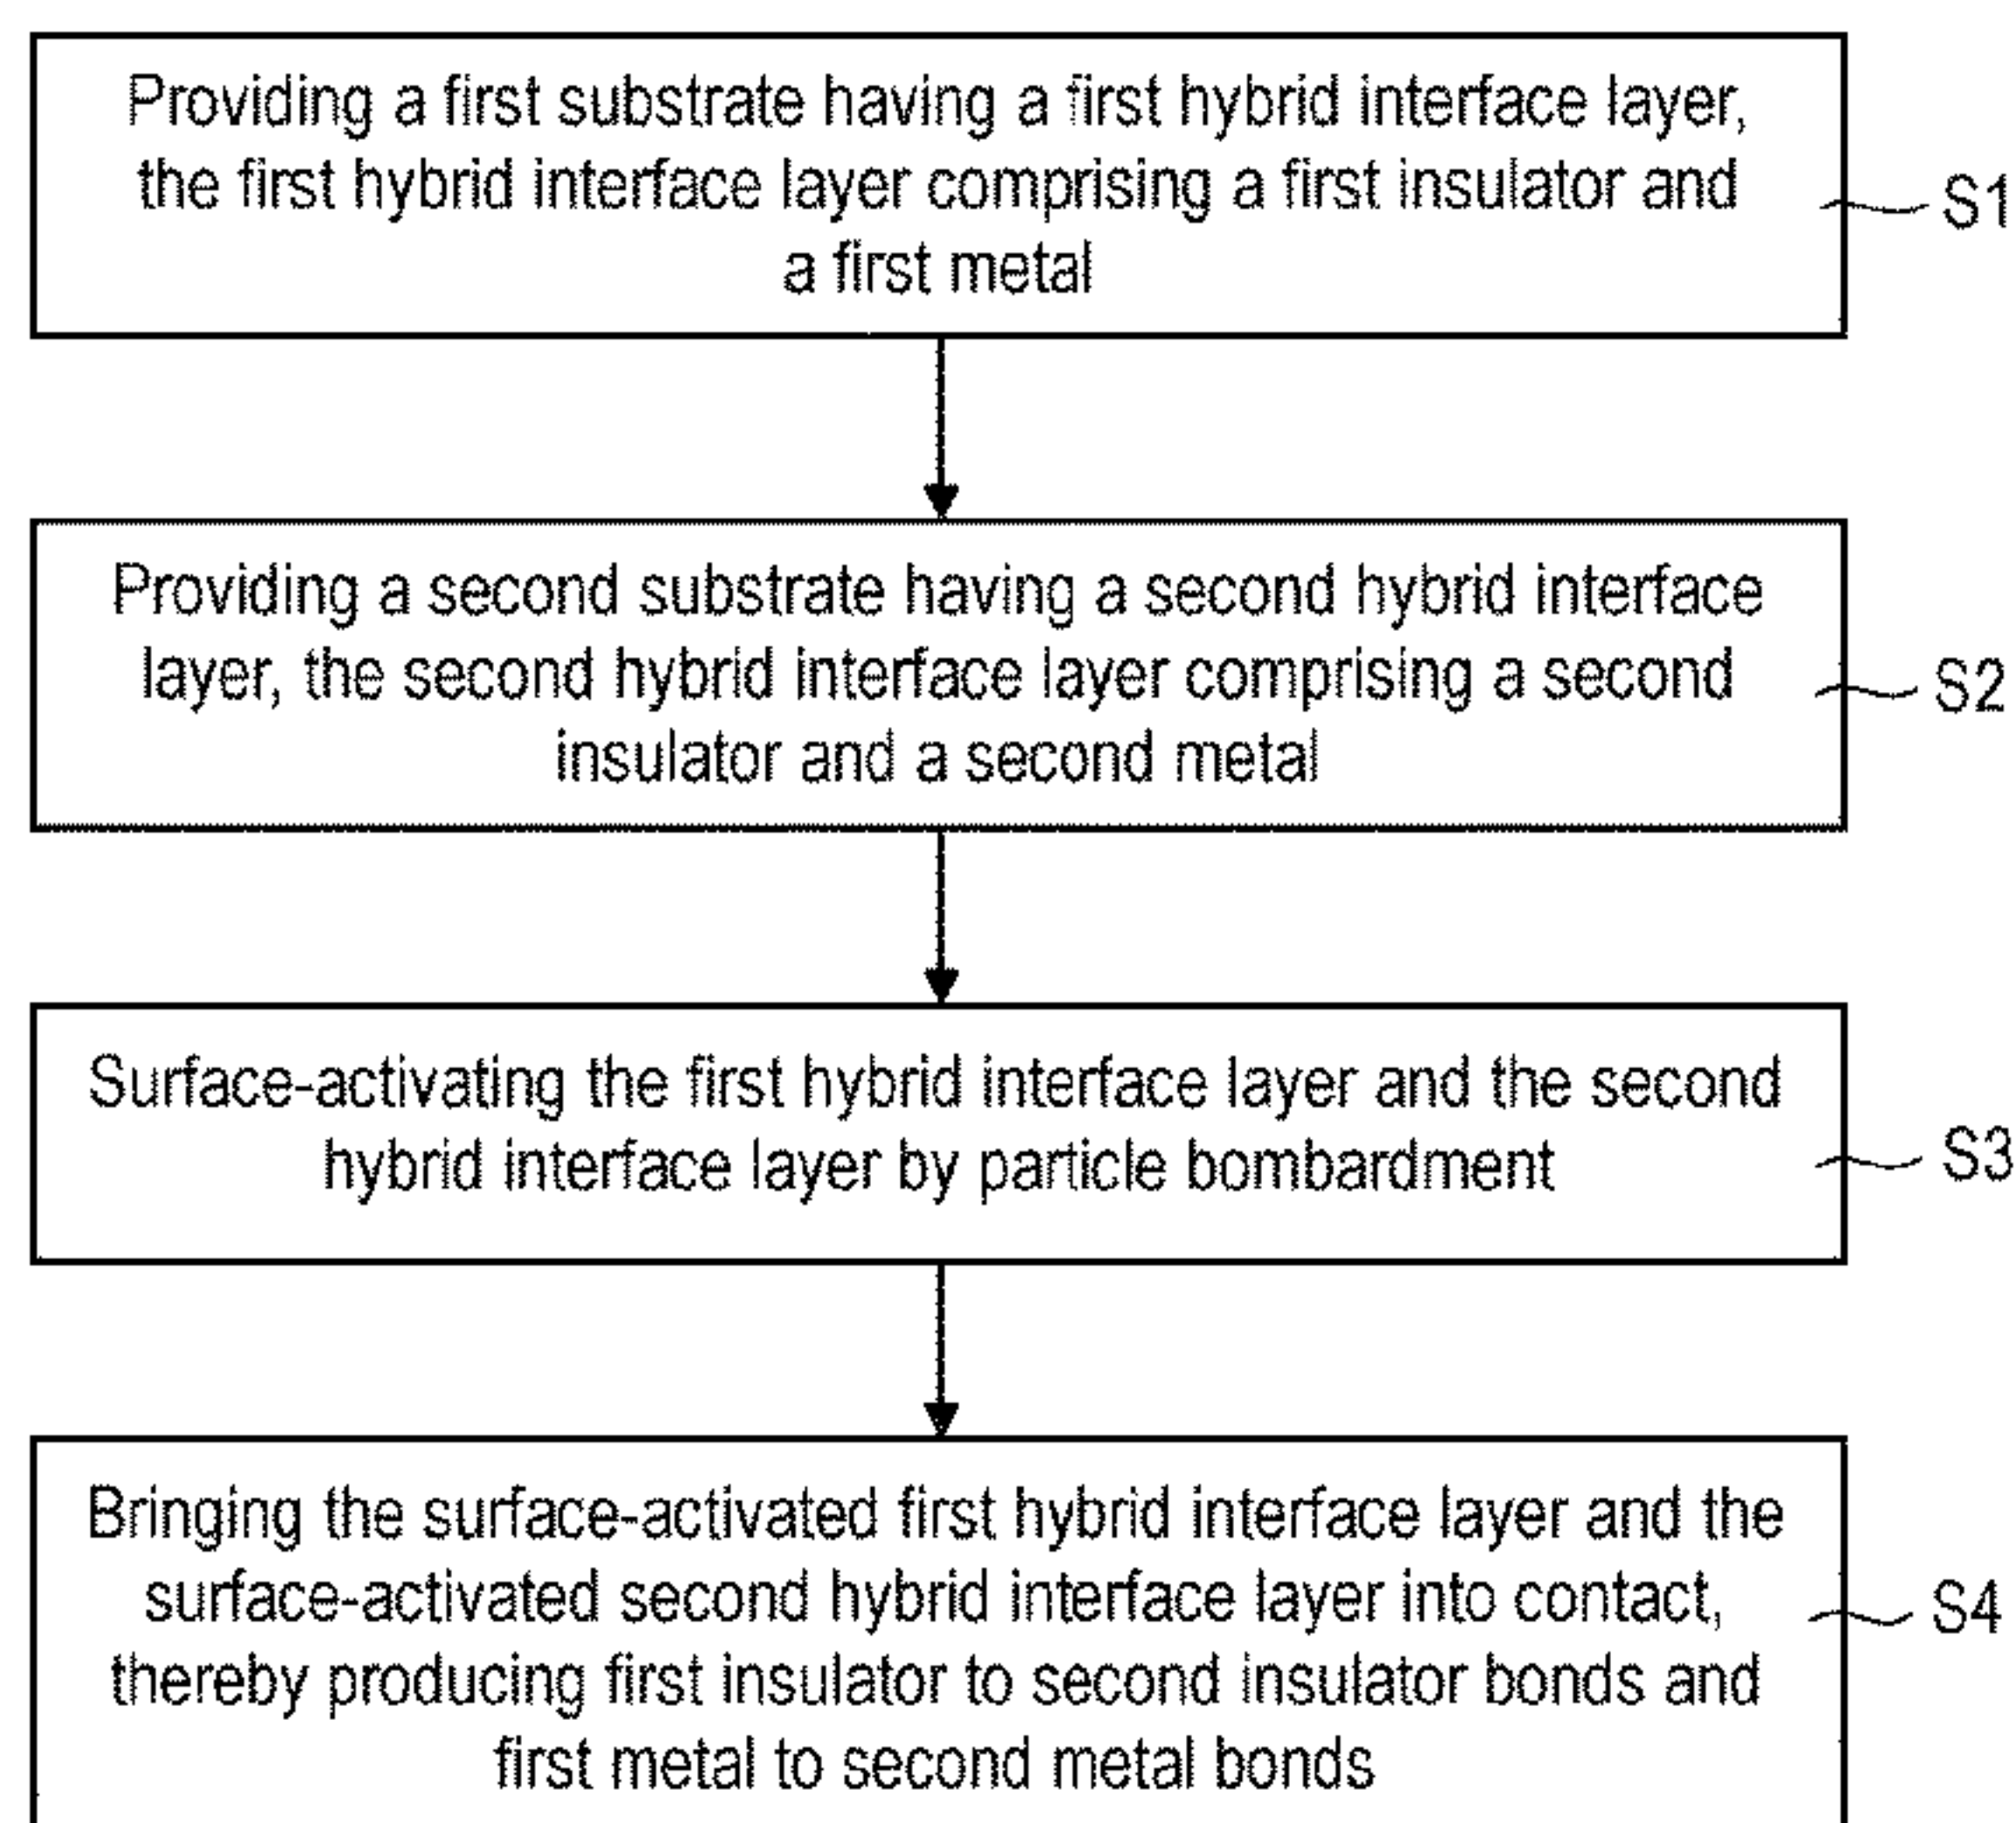 Providing a first substrate having a first hybrid interface layer,
the first hybrid interface layer comprising a first insulator and
a first metal
S1
Providing a second substrate having a second hybrid interface
layer, the second hybrid interface layer comprising a second
insulator and a second metal
S2
Surface-activating the first hybrid interface layer and the second
hybrid interface layer by particle bombardment
S3
Bringing the surface-activated first hybrid interface layer and the
surface-activated second hybrid interface layer into contact,
thereby producing first insulator to second insulator bonds and
first metal to second metal bonds
S4